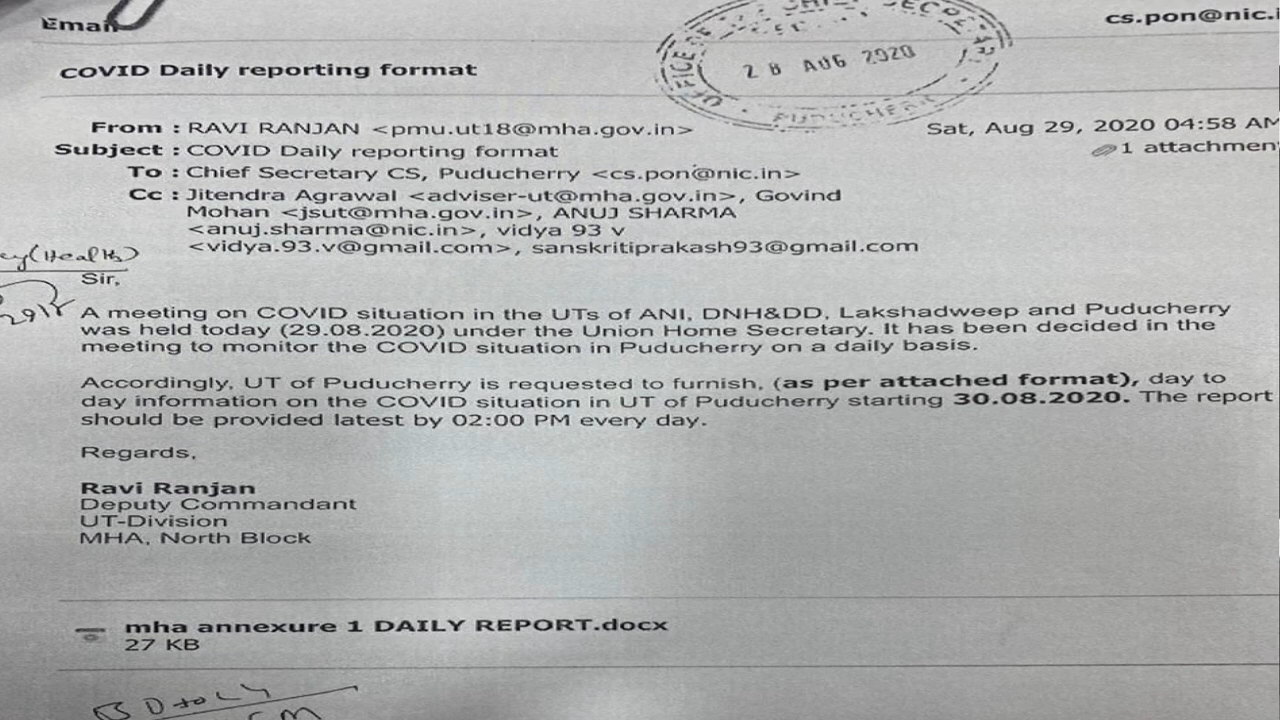 Email
cs.pon@nic.i
COVID Daily reporting format
OFFICE OF
28 AUG 2020
PUDUCHERRY
From : RAVI RANJAN <pmu.ut18@mha.gov.in>
Sat, Aug 29, 2020 04:58 AM
Subject : COVID Daily reporting format
1 attachmen
To : Chief Secretary CS, Puducherry <cs.pon@nic.in>
Cc : Jitendra Agrawal <adviser-ut@mha.gov.in>, Govind
Mohan <jsut@mha.gov.in>, ANUJ SHARMA
<anuj.sharma@nic.in>, vidya 93 v
<vidya.93.v@gmail.com>, sanskritiprakash93@gmail.com
ey(Health)
Sir,
A meeting on COVID situation in the UTs of ANI, DNH&DD, Lakshadweep and Puducherry
was held today (29.08.2020) under the Union Home Secretary. It has been decided in the
meeting to monitor the COVID situation in Puducherry on a daily basis.
Accordingly, UT of Puducherry is requested to furnish, (as per attached format), day to
day information on the COVID situation in UT of Puducherry starting 30.08.2020. The report
should be provided latest by 02:00 PM every day.
Regards,
Ravi Ranjan
Deputy Commandant
UT-Division
MHA, North Block
mha annexure 1 DAILY REPORT.docx
27 KB